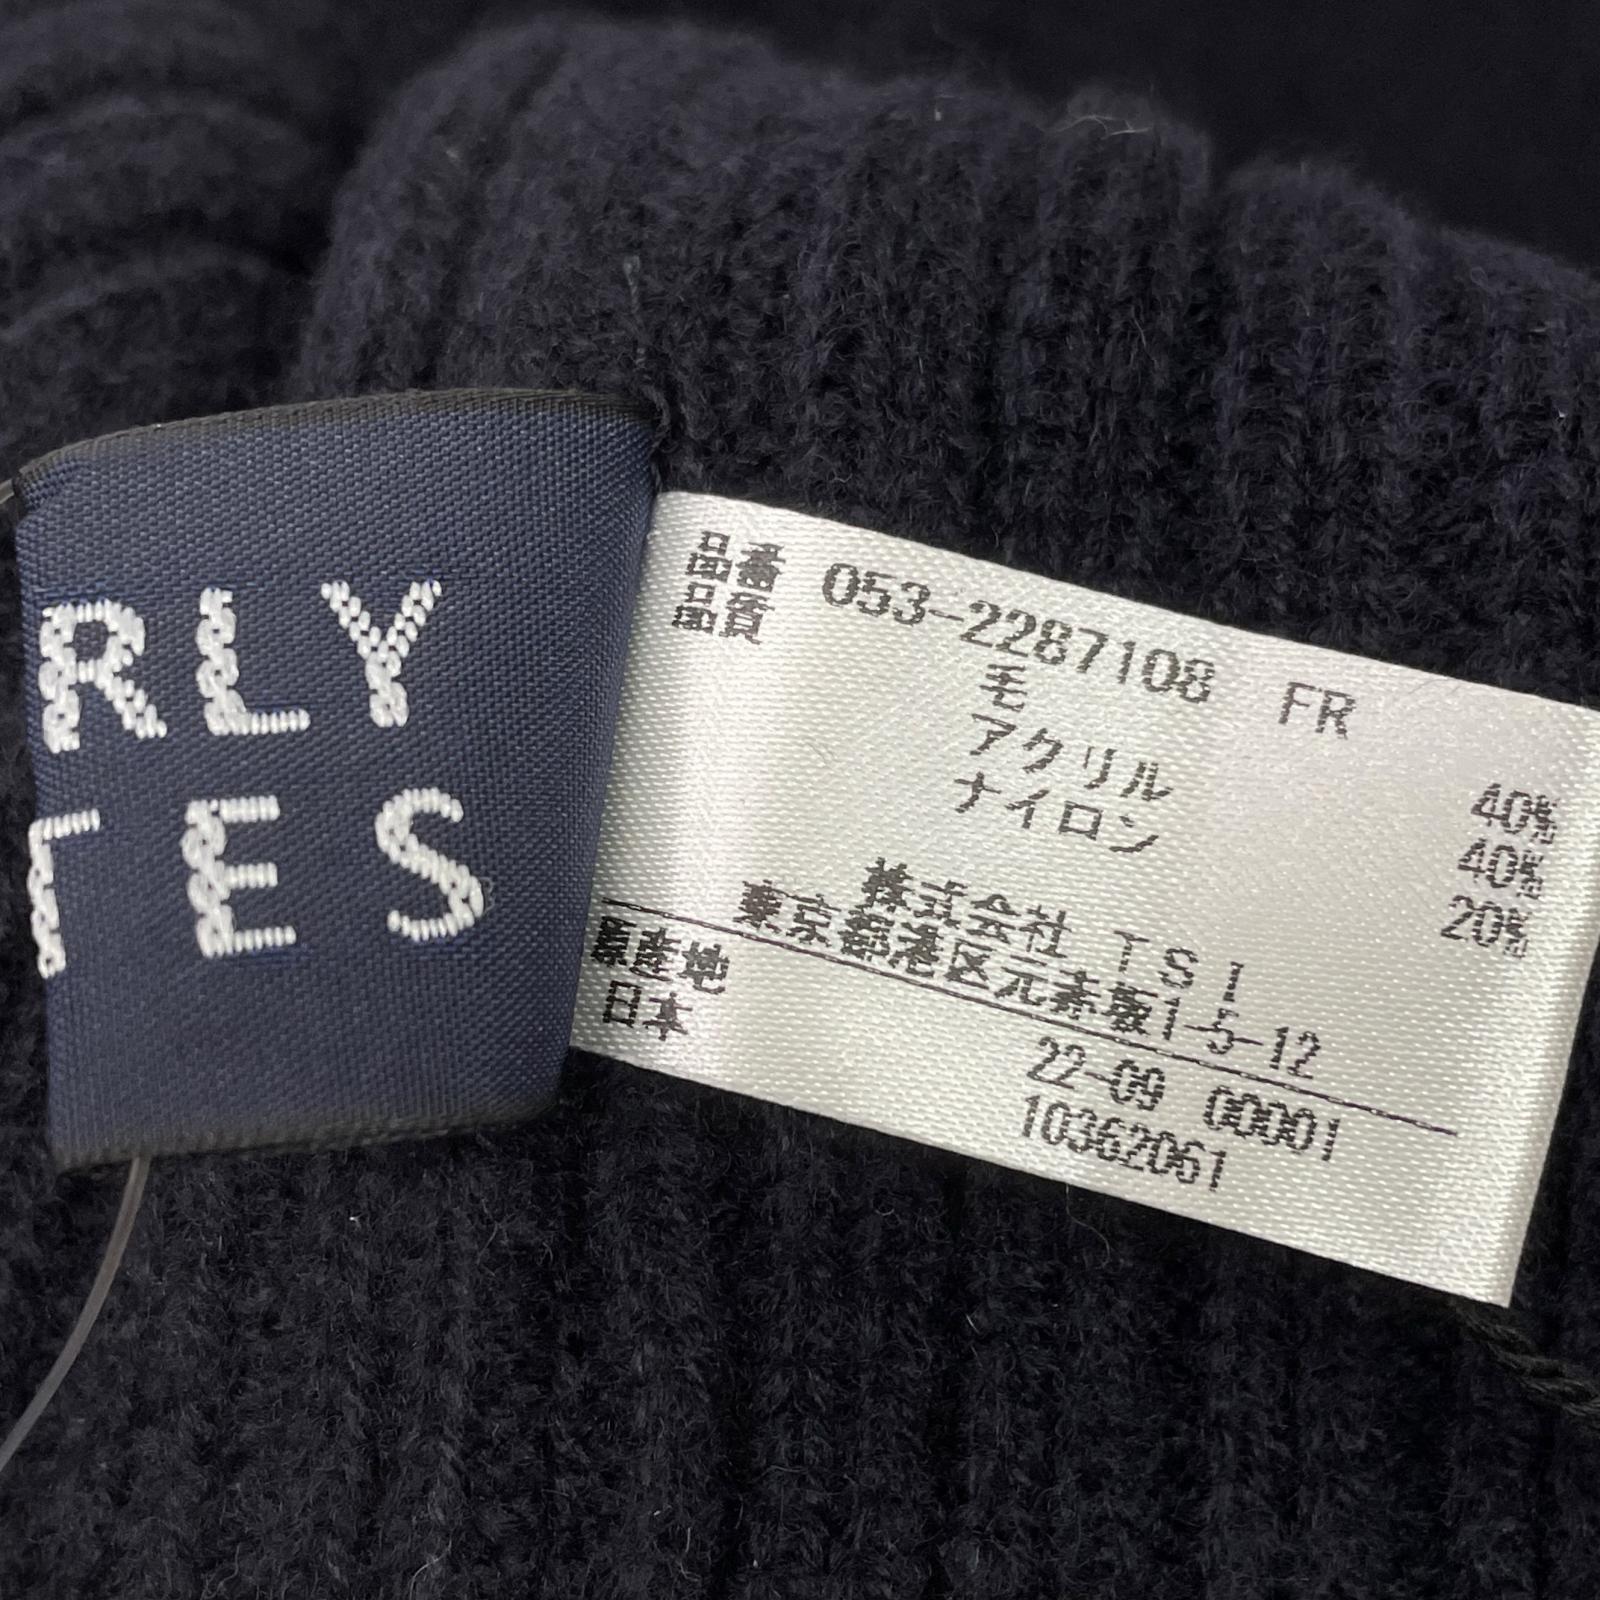 RLY
TES
品番 053-2287108 FR
品質 毛 40%
アクリル 40%
ナイロン 20%
株式会社 TSI
東京都港区元赤坂1-3-12
原産地 22-09 00001
日本 10362061